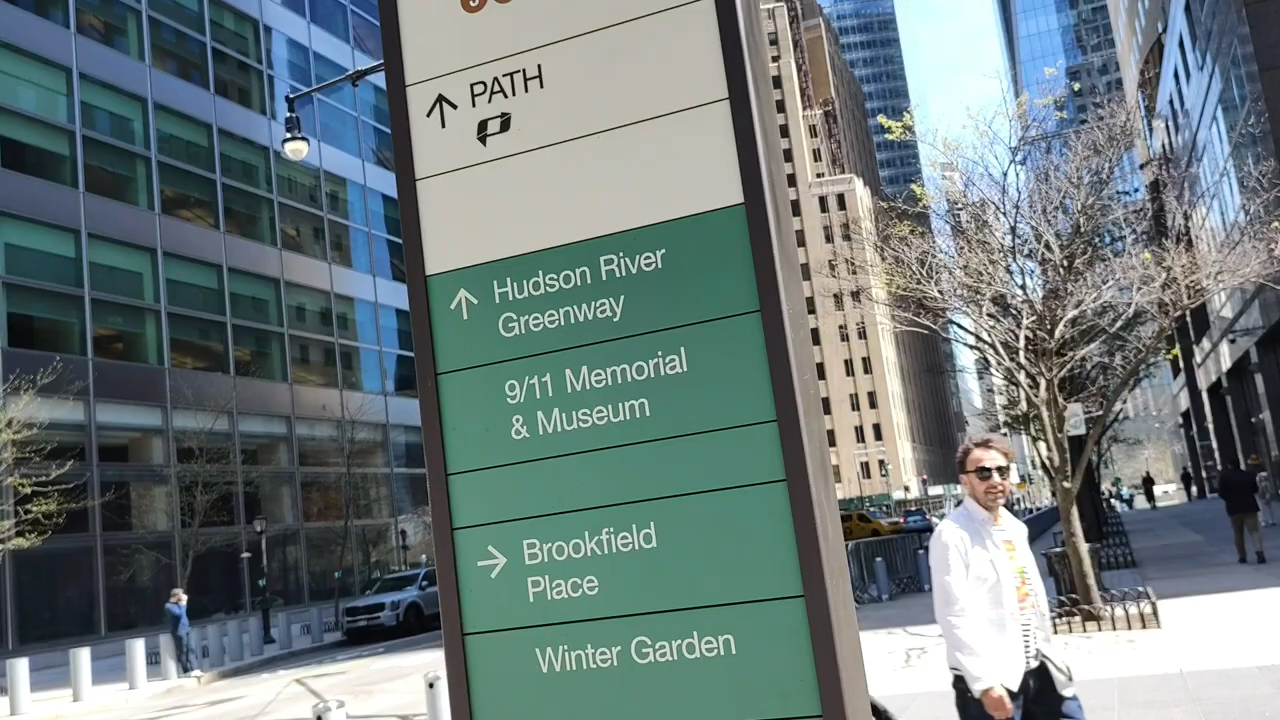 PATH
Hudson River
Greenway
9/11 Memorial
& Museum
Brookfield
Place
Winter Garden